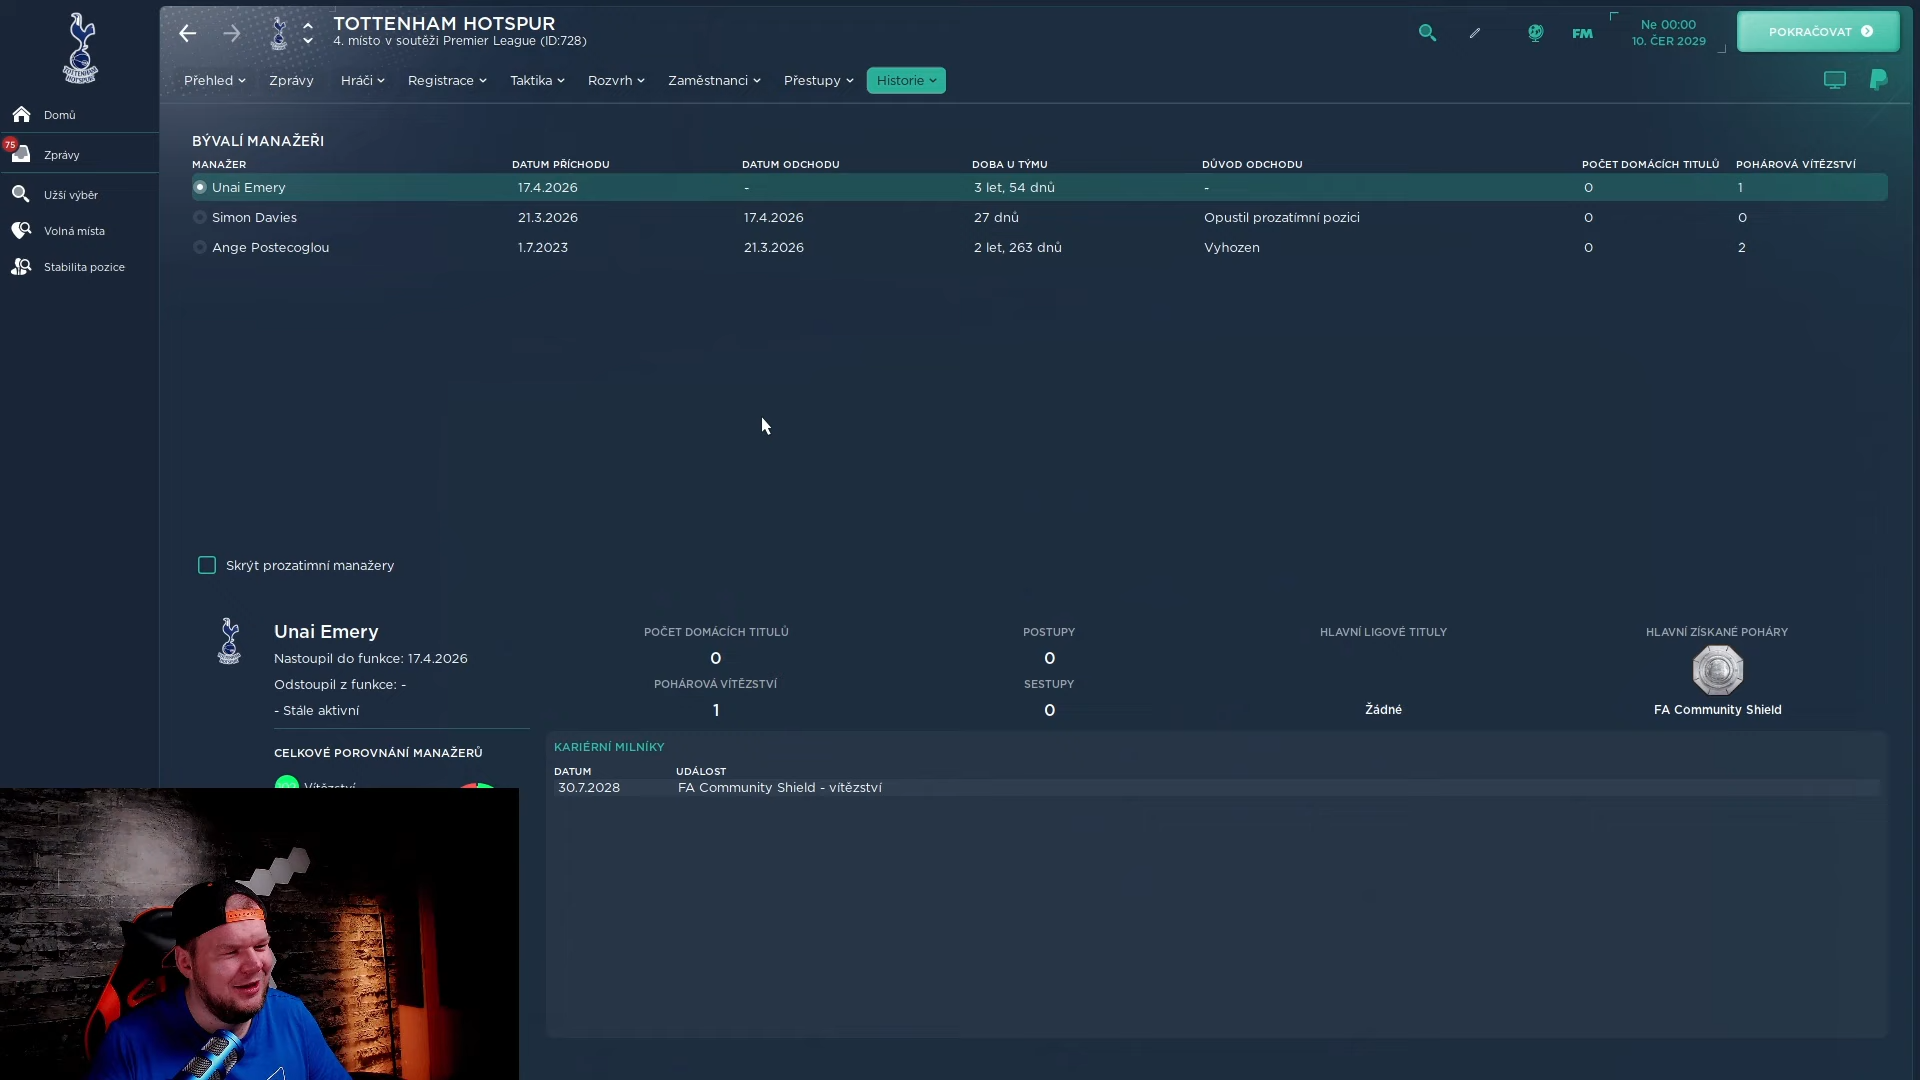 TOTTENHAM HOTSPUR
4. místo v soutěži Premier League (ID:728)
FM
Ne 00:00
10. ČER 2029
POKRAČOVAT
Přehled
Zprávy
Hráči
Registrace
Taktika
Rozvrh
Zaměstnanci
Přestupy
Historie
TOTTENHAM
HOTSPUR
Domů
75
Zprávy
Užší výběr
Volná místa
Stabilita pozice
BÝVALÍ MANAŽEŘI
MANAŽER DATUM PŘÍCHODU DATUM ODCHODU DOBA U TÝMU DŮVOD ODCHODU POČET DOMÁCÍCH TITULŮ POHÁROVÁ VÍTĚZSTVÍ
Unai Emery 17.4.2026 - 3 let, 54 dnů - 0 1
Simon Davies 21.3.2026 17.4.2026 27 dnů Opustil prozatímní pozici 0 0
Ange Postecoglou 1.7.2023 21.3.2026 2 let, 263 dnů Vyhozen 0 2
Skrýt prozatimní manažery
Unai Emery
Nastoupil do funkce: 17.4.2026
Odstoupil z funkce: -
- Stále aktivní
POČET DOMÁCÍCH TITULŮ
0
POHÁROVÁ VÍTĚZSTVÍ
1
POSTUPY
0
SESTUPY
0
HLAVNÍ LIGOVÉ TITULY
Žádné
HLAVNÍ ZÍSKANÉ POHÁRY
FA Community Shield
CELKOVÉ POROVNÁNÍ MANAŽERŮ
Vítězství
KARIÉRNÍ MILNÍKY
DATUM UDÁLOST
30.7.2028 FA Community Shield - vítězství